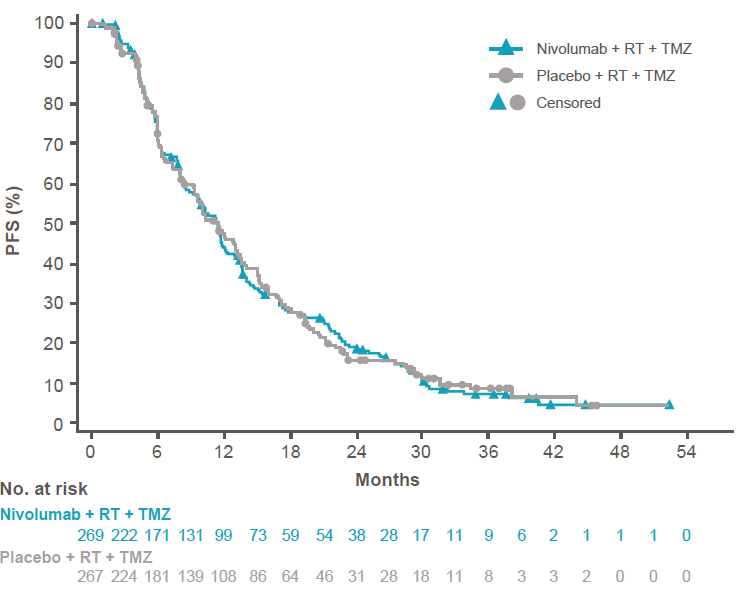 100
90
80
70
60
50
40
30
20
10
0
PFS (%)
Nivolumab + RT + TMZ
Placebo + RT + TMZ
Censored
0 6 12 18 24 30 36 42 48 54
Months
No. at risk
Nivolumab + RT + TMZ
269 222 171 131 99 73 59 54 38 28 17 11 9 6 2 1 1 1 0
Placebo + RT + TMZ
267 224 181 139 108 86 64 46 31 28 18 11 8 3 3 2 0 0 0